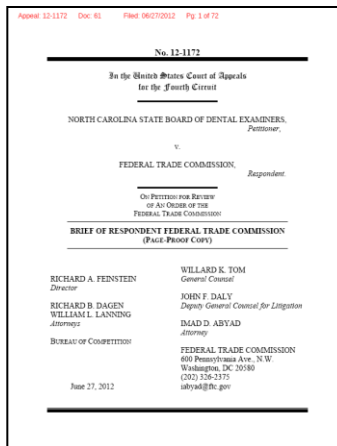 Appeal: 12-1172 Doc: 61 Filed: 06/27/2012 Pg: 1 of 72
No. 12-1172
In the United States Court of Appeals
for the Fourth Circuit
NORTH CAROLINA STATE BOARD OF DENTAL EXAMINERS,
Petitioner,
v.
FEDERAL TRADE COMMISSION,
Respondent.
ON PETITION FOR REVIEW
OF AN ORDER OF THE
FEDERAL TRADE COMMISSION
BRIEF OF RESPONDENT FEDERAL TRADE COMMISSION
(PAGE-PROOF COPY)
RICHARD A. FEINSTEIN
Director
RICHARD B. DAGEN
WILLIAM L. LANNING
Attorneys
BUREAU OF COMPETITION
June 27, 2012
WILLARD K. TOM
General Counsel
JOHN F. DALY
Deputy General Counsel for Litigation
IMAD D. ABYAD
Attorney
FEDERAL TRADE COMMISSION
600 Pennsylvania Ave., N.W.
Washington, DC 20580
(202) 326-2375
iabyad@ftc.gov